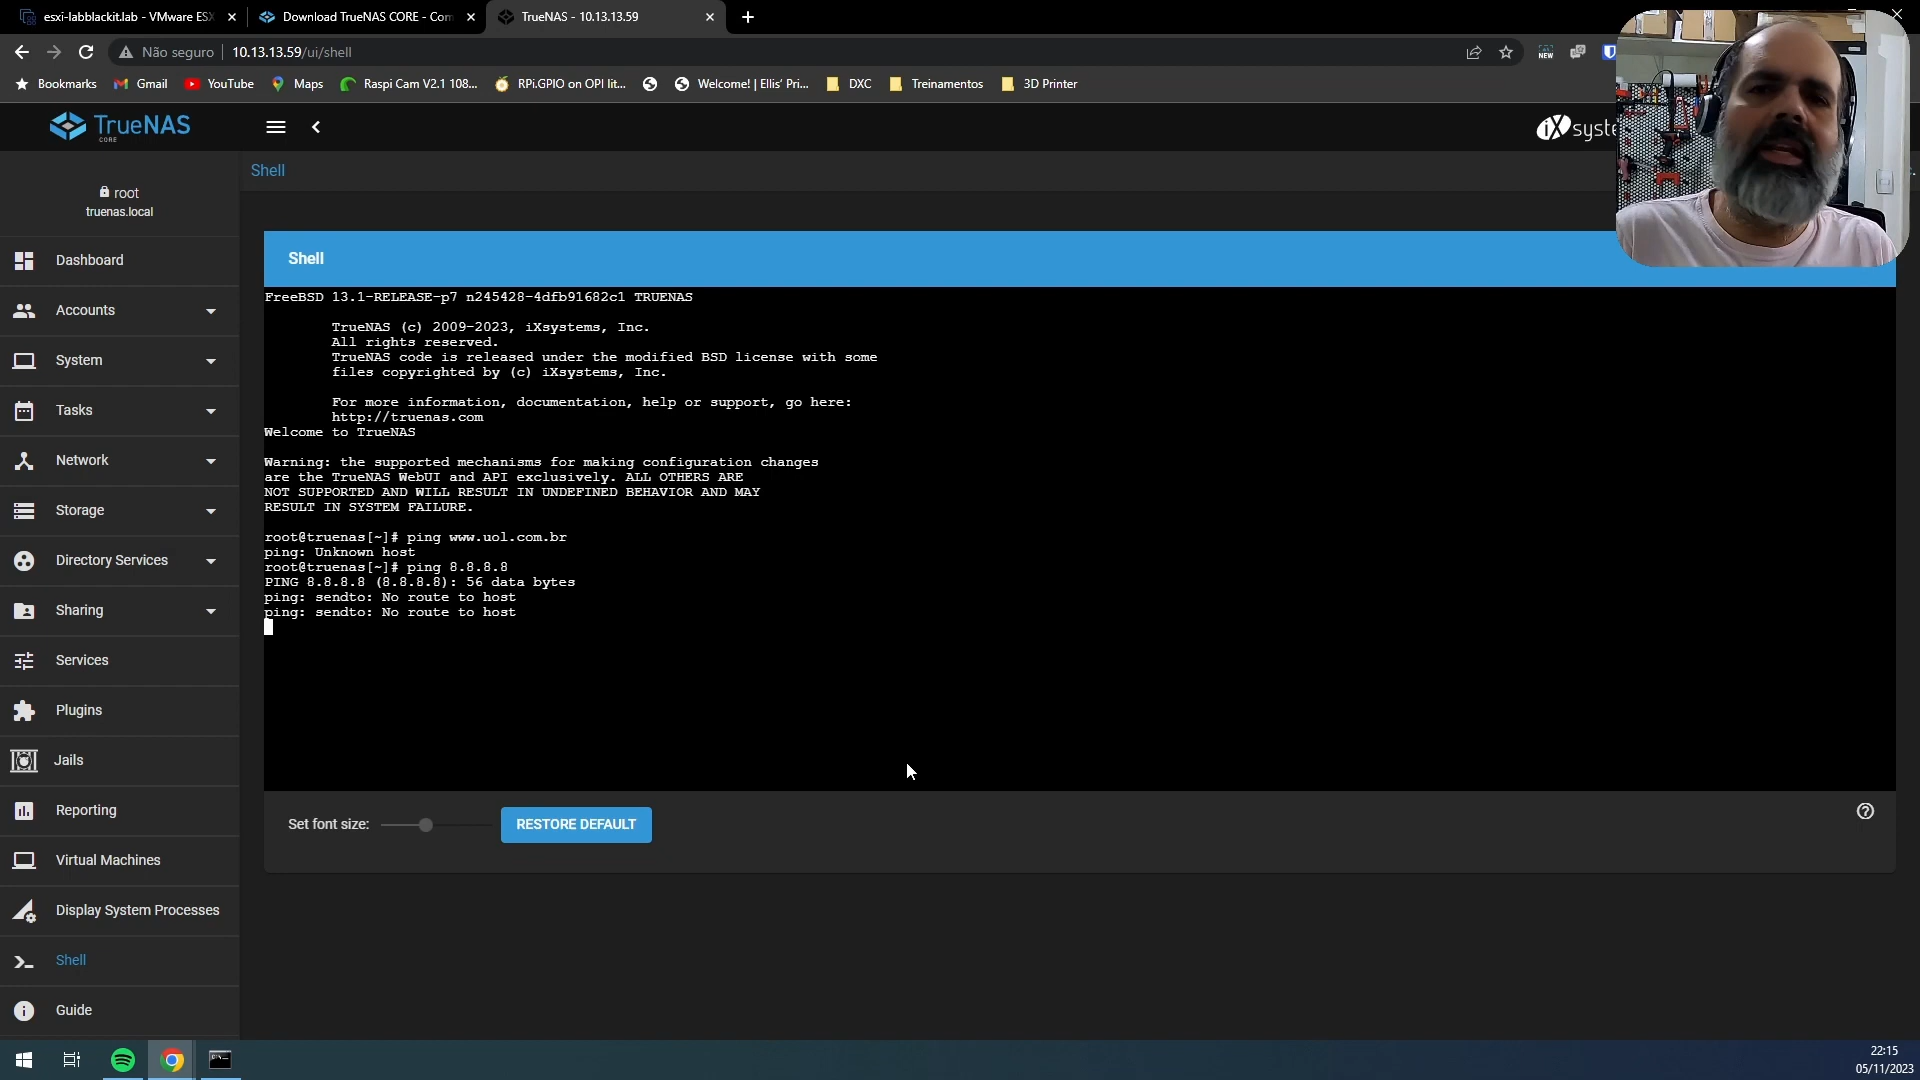 esxi-labblackit.lab - VMware ESX
Download TrueNAS CORE - Com
TrueNAS - 10.13.13.59
Não seguro
10.13.13.59/ui/shell
NEW
Bookmarks
Gmail
YouTube
Maps
Raspi Cam V2.1 108...
RPi.GPIO on OPI lit...
Welcome! | Ellis' Pri...
DXC
Treinamentos
3D Printer
TrueNAS
CORE
iXsyste
root
truenas.local
Dashboard
Accounts
System
Tasks
Network
Storage
Directory Services
Sharing
Services
Plugins
Jails
Reporting
Virtual Machines
Display System Processes
Shell
Guide
Shell
Shell
FreeBSD 13.1-RELEASE-p7 n245428-4dfb91682c1 TRUENAS
TrueNAS (c) 2009-2023, iXsystems, Inc.
All rights reserved.
TrueNAS code is released under the modified BSD license with some
files copyrighted by (c) iXsystems, Inc.
For more information, documentation, help or support, go here:
http://truenas.com
Welcome to TrueNAS
Warning: the supported mechanisms for making configuration changes
are the TrueNAS WebUI and API exclusively. ALL OTHERS ARE
NOT SUPPORTED AND WILL RESULT IN UNDEFINED BEHAVIOR AND MAY
RESULT IN SYSTEM FAILURE.
root@truenas[~]# ping www.uol.com.br
ping: Unknown host
root@truenas[~]# ping 8.8.8.8
PING 8.8.8.8 (8.8.8.8): 56 data bytes
ping: sendto: No route to host
ping: sendto: No route to host
Set font size:
RESTORE DEFAULT
22:15
05/11/2023